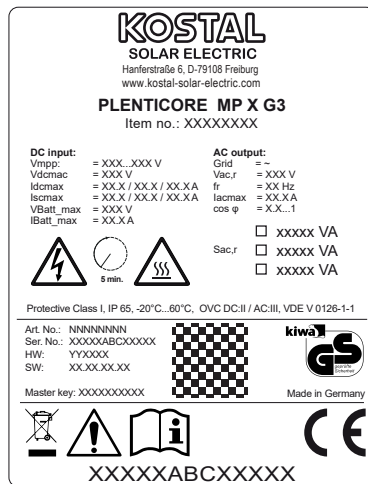 KOSTAL
SOLAR ELECTRIC
Hanferstraße 6, D-79108 Freiburg
www.kostal-solar-electric.com
PLENTICORE MP X G3
Item no.: XXXXXXXX
DC input:
Vmpp: = XXX...XXX V
Vdcmac = XXX V
Idcmax = XX.X / XX.X / XX.XA
Iscmax = XX.X / XX.X / XX.XA
VBatt_max = XXX V
IBatt_max = XX.XA
AC output:
Grid = ~
Vac,r = XXX V
fr = XX Hz
Iacmax = XX.XA
cos φ = X.X...1
☐ xxxxx VA
Sac,r ☐ xxxxx VA
☐ xxxxx VA
5 min.
Protective Class I, IP 65, -20°C...60°C, OVC DC:II / AC:III, VDE V 0126-1-1
Art. No.: NNNNNNNN
Ser. No.: XXXXXABCXXXXX
HW: YYXXXX
SW: XX.XX.XX.XX
Master key: XXXXXXXXXX
kiwa
GS
geprüfte
Sicherheit
Made in Germany
i
CE
XXXXXABCXXXXX